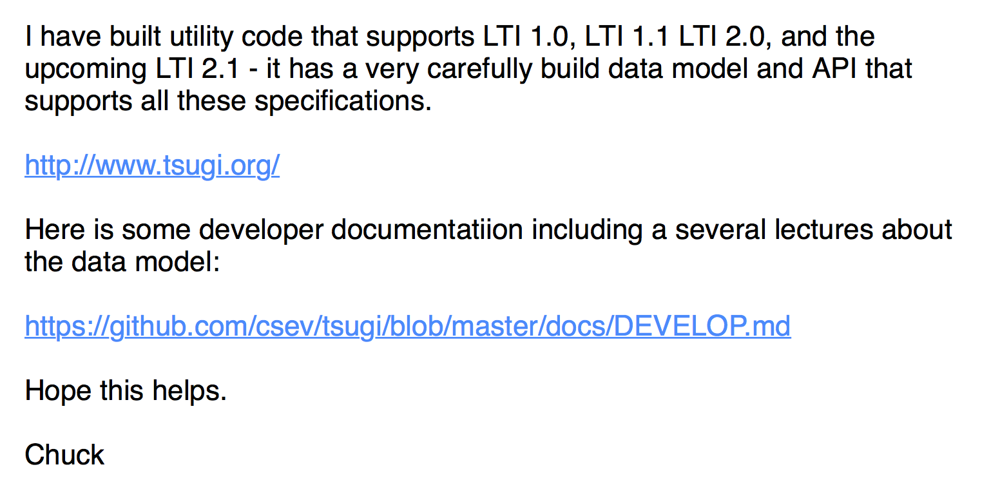 I have built utility code that supports LTI 1.0, LTI 1.1 LTI 2.0, and the
upcoming LTI 2.1 - it has a very carefully build data model and API that
supports all these specifications.
http://www.tsugi.org/
Here is some developer documentatiion including a several lectures about
the data model:
https://github.com/csev/tsugi/blob/master/docs/DEVELOP.md
Hope this helps.
Chuck